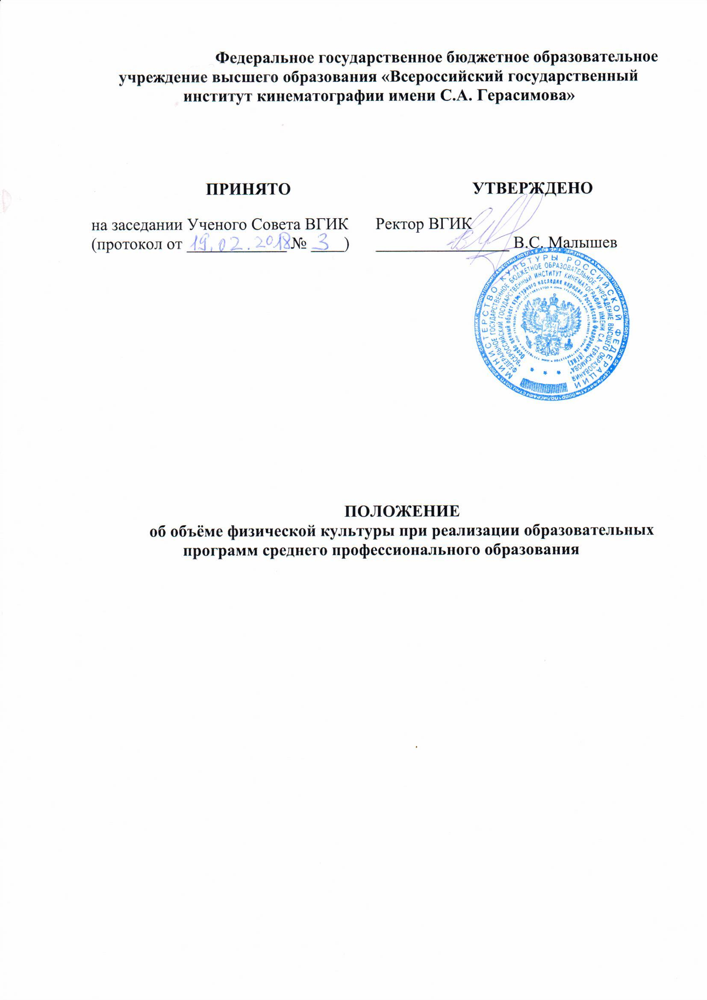 Федеральное государственное бюджетное образовательное
учреждение высшего образования «Всероссийский государственный
институт кинематографии имени С.А. Герасимова»
ПРИНЯТО
на заседании Ученого Совета ВГИК
(протокол от 19.02.2018 № 3)
УТВЕРЖДЕНО
Ректор ВГИК
В.С. Малышев
МИНИСТЕРСТВО КУЛЬТУРЫ РОССИЙСКОЙ ФЕДЕРАЦИИ
ФЕДЕРАЛЬНОЕ ГОСУДАРСТВЕННОЕ БЮДЖЕТНОЕ ОБРАЗОВАТЕЛЬНОЕ УЧРЕЖДЕНИЕ ВЫСШЕГО ОБРАЗОВАНИЯ
"ВСЕРОССИЙСКИЙ ГОСУДАРСТВЕННЫЙ ИНСТИТУТ КИНЕМАТОГРАФИИ ИМЕНИ С.А. ГЕРАСИМОВА"
Особо ценный объект культурного наследия народов Российской Федерации (ВГИК)
ПОЛОЖЕНИЕ
об объёме физической культуры при реализации образовательных
программ среднего профессионального образования